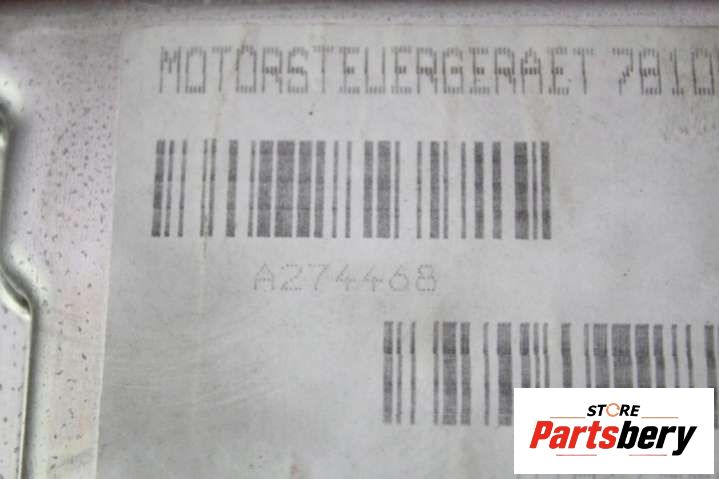 MOTORSTEUERGERAET 7810
A274468
STORE
Partsbery